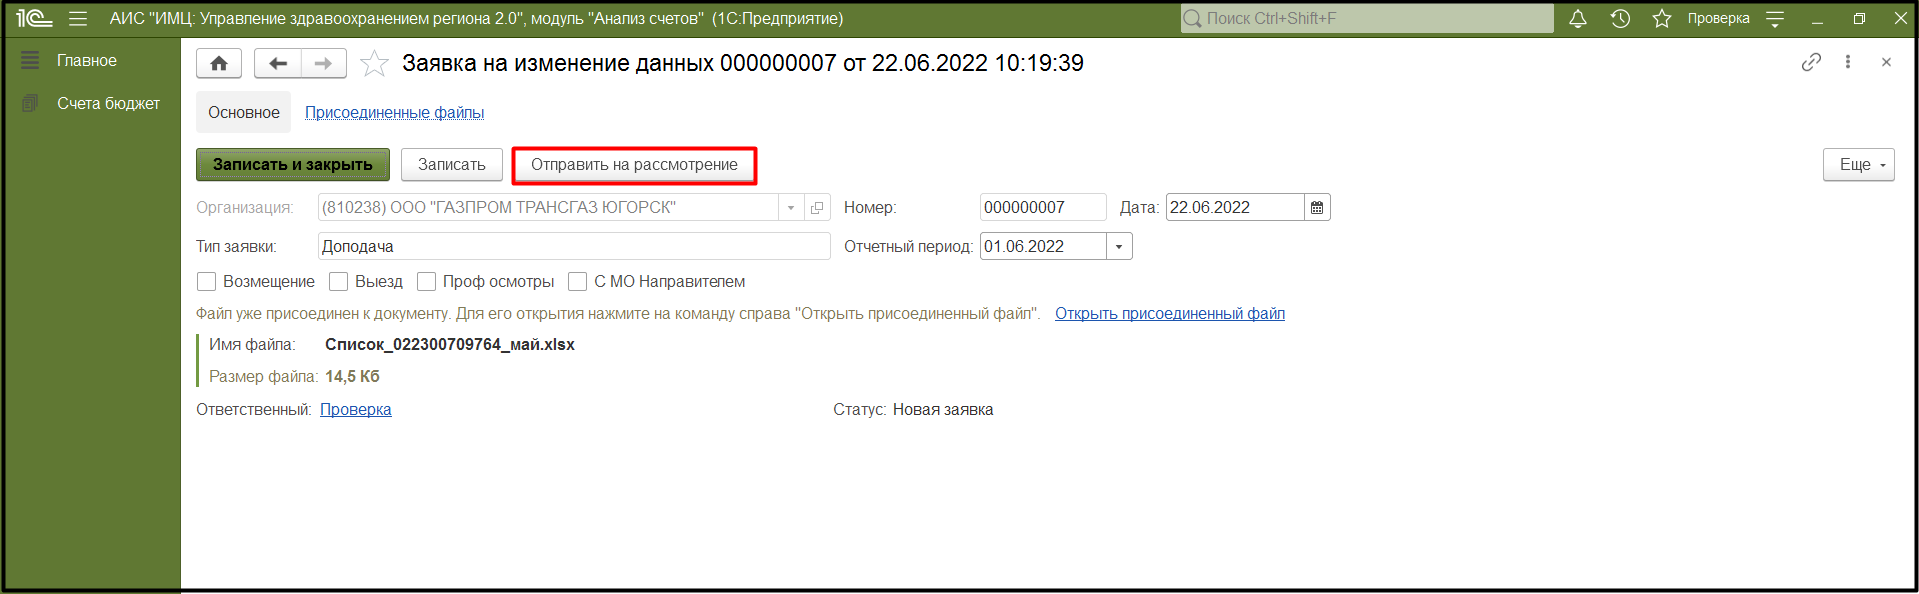 1С АИС "ИМЦ: Управление здравоохранением региона 2.0", модуль "Анализ счетов" (1С:Предприятие) Поиск Ctrl+Shift+F Проверка
Главное
Счета бюджет
Заявка на изменение данных 000000007 от 22.06.2022 10:19:39
Основное Присоединенные файлы
Записать и закрыть Записать Отправить на рассмотрение Еще
Организация: (810238) ООО "ГАЗПРОМ ТРАНСГАЗ ЮГОРСК" Номер: 000000007 Дата: 22.06.2022
Тип заявки: Доподача Отчетный период: 01.06.2022
Возмещение Выезд Проф осмотры С МО Направителем
Файл уже присоединен к документу. Для его открытия нажмите на команду справа "Открыть присоединенный файл". Открыть присоединенный файл
Имя файла: Список_022300709764_май.xlsx
Размер файла: 14,5 Кб
Ответственный: Проверка Статус: Новая заявка